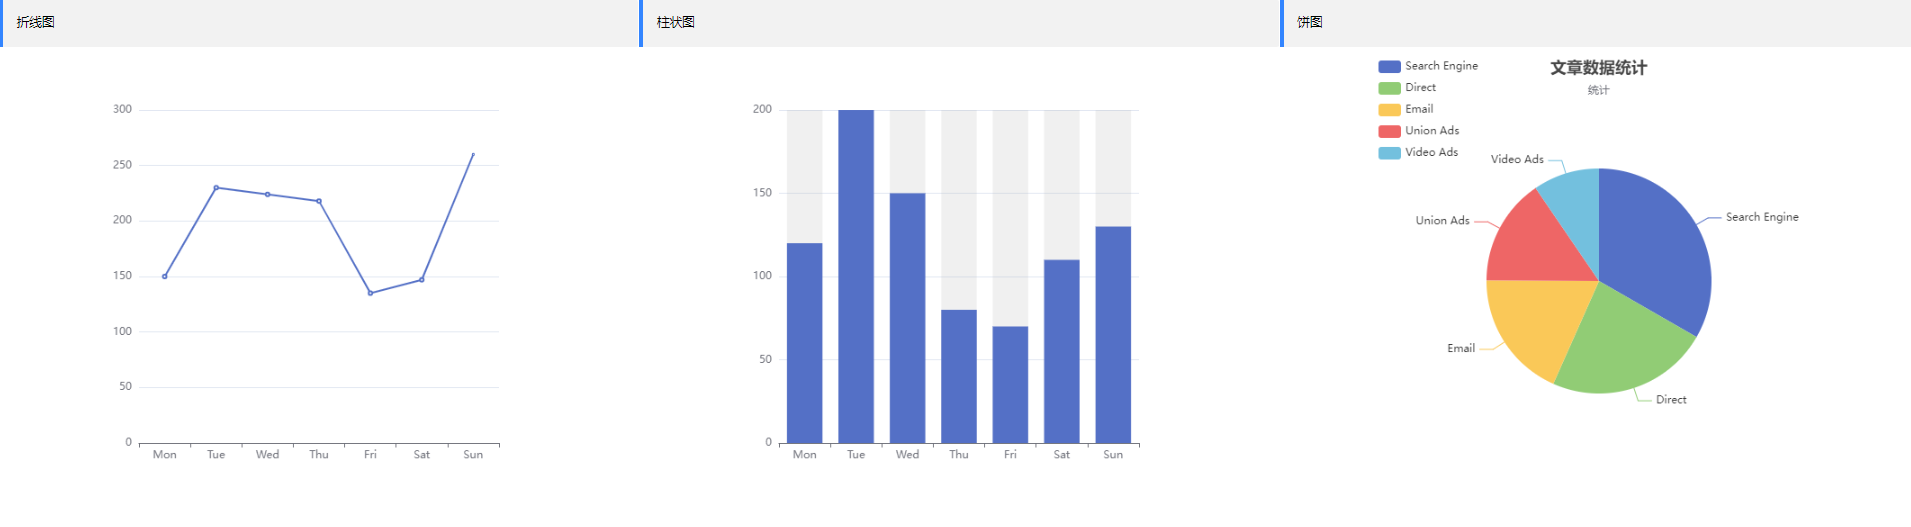 折线图
300
250
200
150
100
50
0
Mon Tue Wed Thu Fri Sat Sun
柱状图
200
150
100
50
0
Mon Tue Wed Thu Fri Sat Sun
饼图
文章数据统计
统计
Search Engine
Direct
Email
Union Ads
Video Ads
Video Ads
Union Ads
Search Engine
Email
Direct